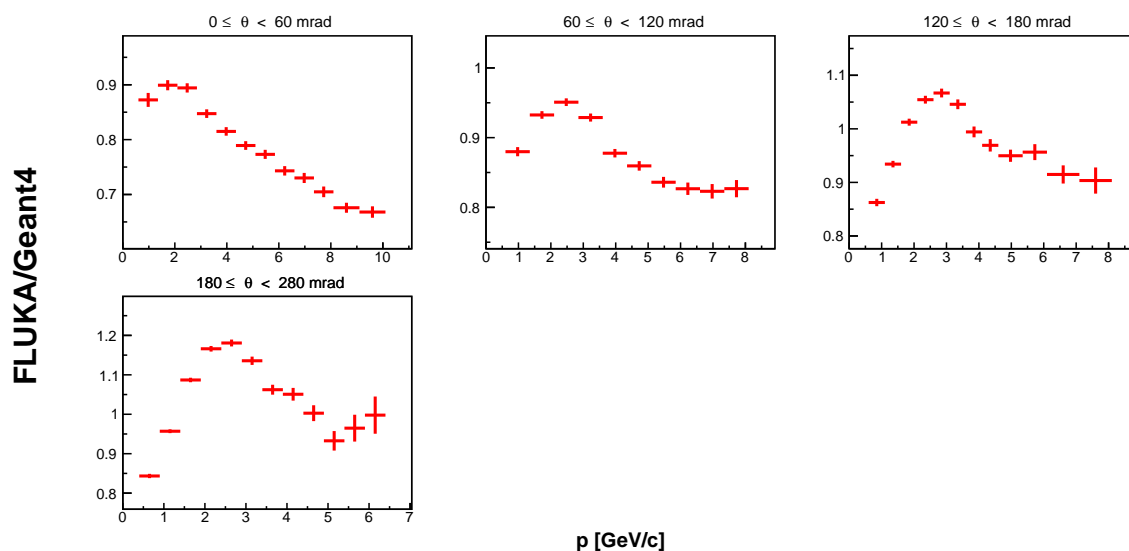 0 ≤ θ < 60 mrad
60 ≤ θ < 120 mrad
120 ≤ θ < 180 mrad
0.9
0.8
0.7
0 2 4 6 8 10
1
0.9
0.8
0 1 2 3 4 5 6 7 8
1.1
1
0.9
0.8
0 1 2 3 4 5 6 7 8
180 ≤ θ < 280 mrad
1.2
1.1
1
0.9
0.8
0 1 2 3 4 5 6 7
FLUKA/Geant4
p [GeV/c]